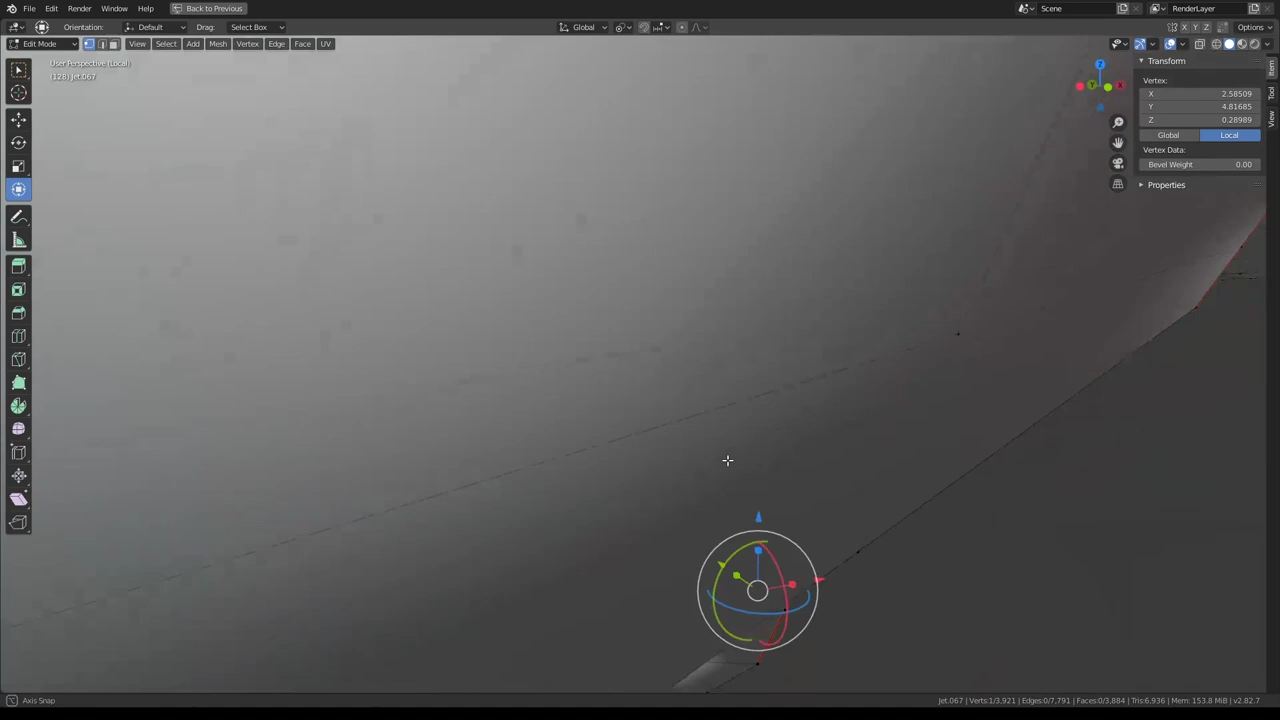 File Edit Render Window Help Back to Previous Scene RenderLayer
Orientation: Default Drag: Select Box Global X Y Z Options
Edit Mode View Select Add Mesh Vertex Edge Face UV
User Perspective (Local)
(128) Jet.067
Z
Y
X
Transform
Vertex:
X 2.58509
Y 4.81685
Z 0.28989
Global Local
Vertex Data:
Bevel Weight 0.00
Properties
Item
Tool
View
Axis Snap
Jet.067 | Verts:1/3,921 | Edges:0/7,791 | Faces:0/3,884 | Tris:6,936 | Mem: 153.8 MiB | v2.82.7